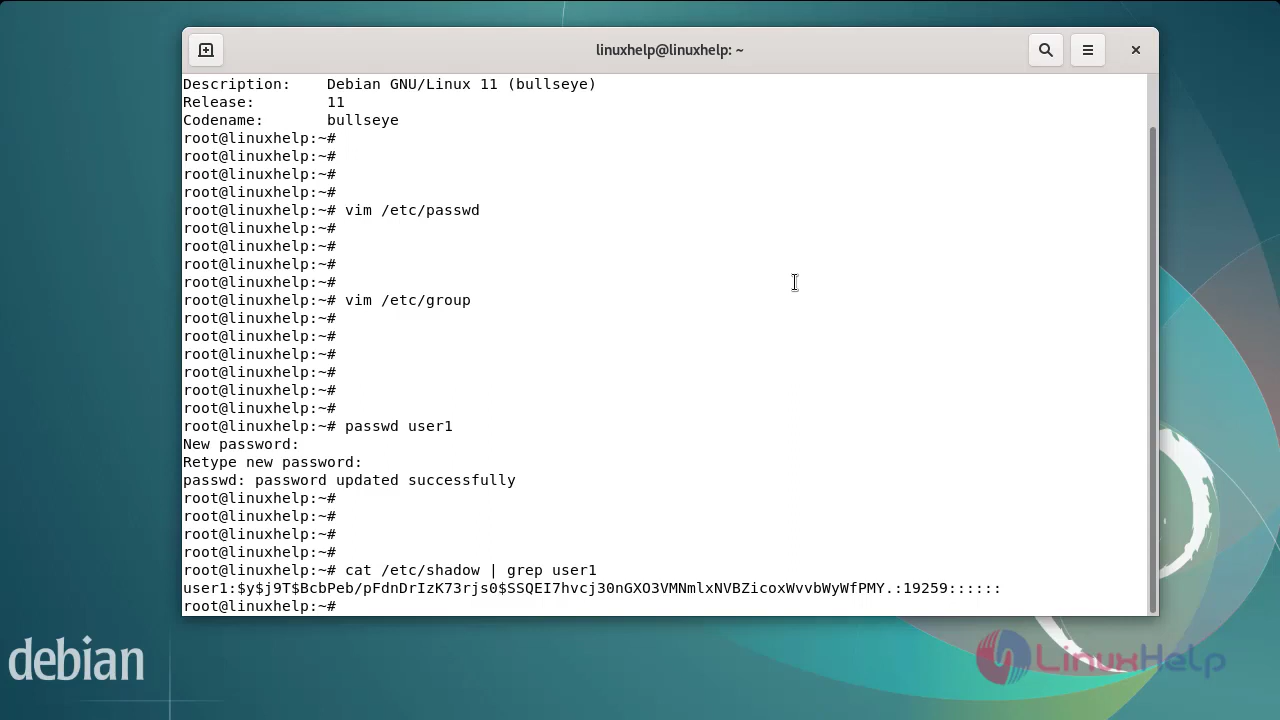 linuxhelp@linuxhelp: ~
Description:    Debian GNU/Linux 11 (bullseye)
Release:        11
Codename:       bullseye
root@linuxhelp:~#
root@linuxhelp:~#
root@linuxhelp:~#
root@linuxhelp:~#
root@linuxhelp:~# vim /etc/passwd
root@linuxhelp:~#
root@linuxhelp:~#
root@linuxhelp:~#
root@linuxhelp:~#
root@linuxhelp:~# vim /etc/group
root@linuxhelp:~#
root@linuxhelp:~#
root@linuxhelp:~#
root@linuxhelp:~#
root@linuxhelp:~#
root@linuxhelp:~#
root@linuxhelp:~# passwd user1
New password:
Retype new password:
passwd: password updated successfully
root@linuxhelp:~#
root@linuxhelp:~#
root@linuxhelp:~#
root@linuxhelp:~#
root@linuxhelp:~# cat /etc/shadow | grep user1
user1:$y$j9T$BcbPeb/pFdnDrIzK73rjs0$SSQEI7hvcj30nGXO3VMNmlxNVBZicoxWvvbWyWfPMY.:19259::::::
root@linuxhelp:~#
debian
LinuxHelp